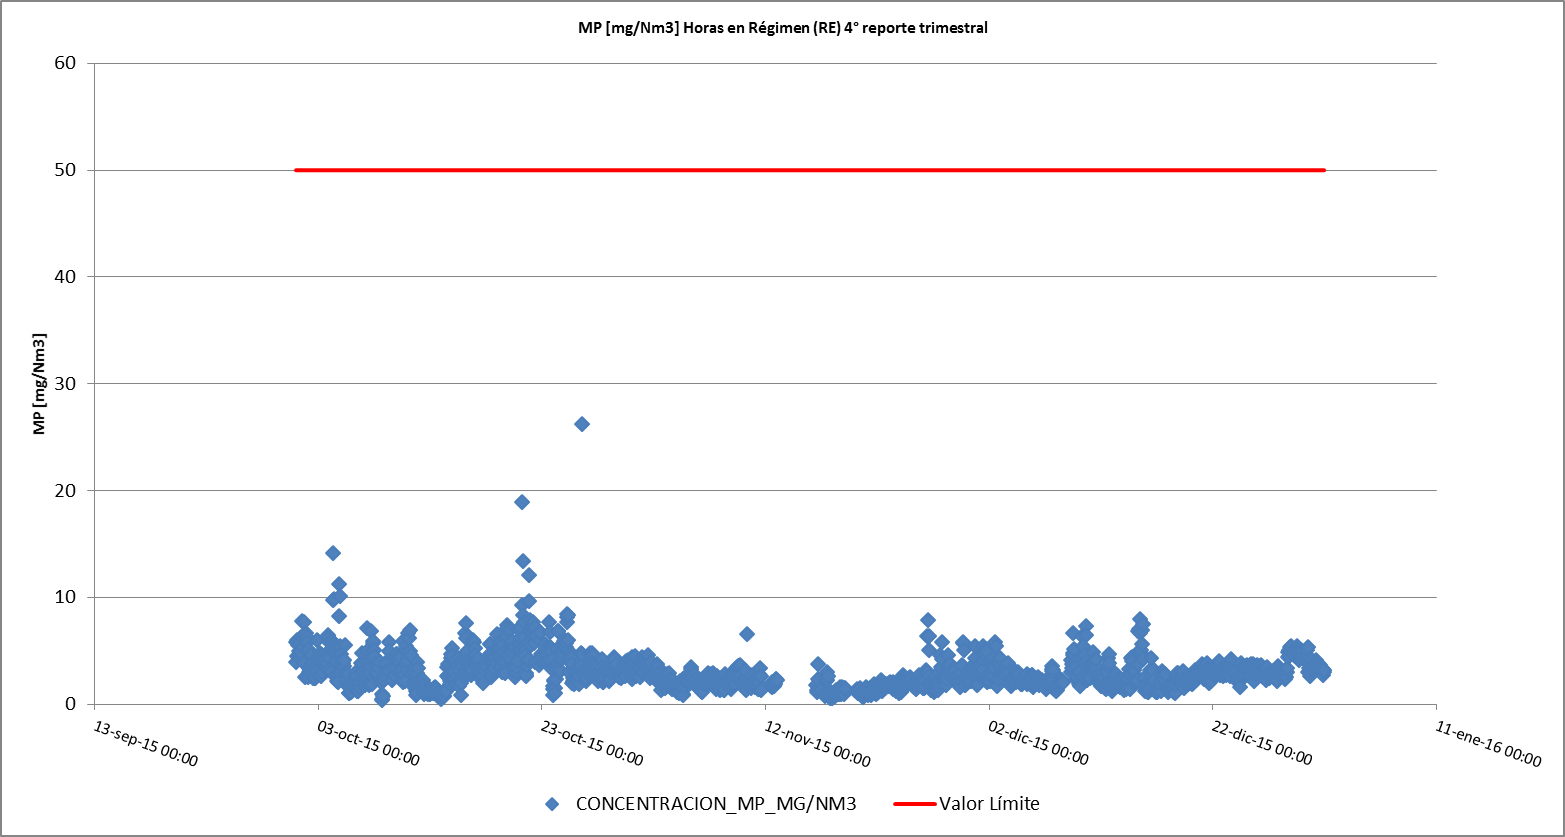 MP [mg/Nm3] Horas en Régimen (RE) 4° reporte trimestral
60
50
40
30
20
10
0
MP [mg/Nm3]
13-sep-15 00:00
03-oct-15 00:00
23-oct-15 00:00
12-nov-15 00:00
02-dic-15 00:00
22-dic-15 00:00
11-ene-16 00:00
CONCENTRACION_MP_MG/NM3
Valor Límite